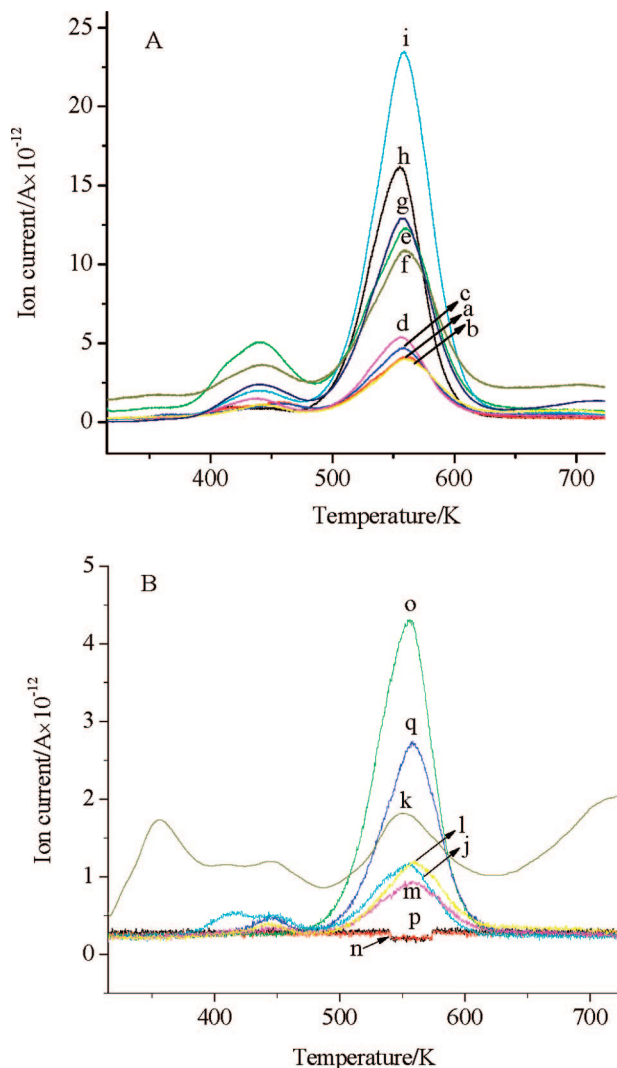 A
Ion current/A×10-12
25
20
15
10
5
0
i
h
g
e
f
d
c
a
b
400
500
600
700
Temperature/K
B
Ion current/A×10-12
5
4
3
2
1
0
o
q
k
l
j
m
p
n
400
500
600
700
Temperature/K